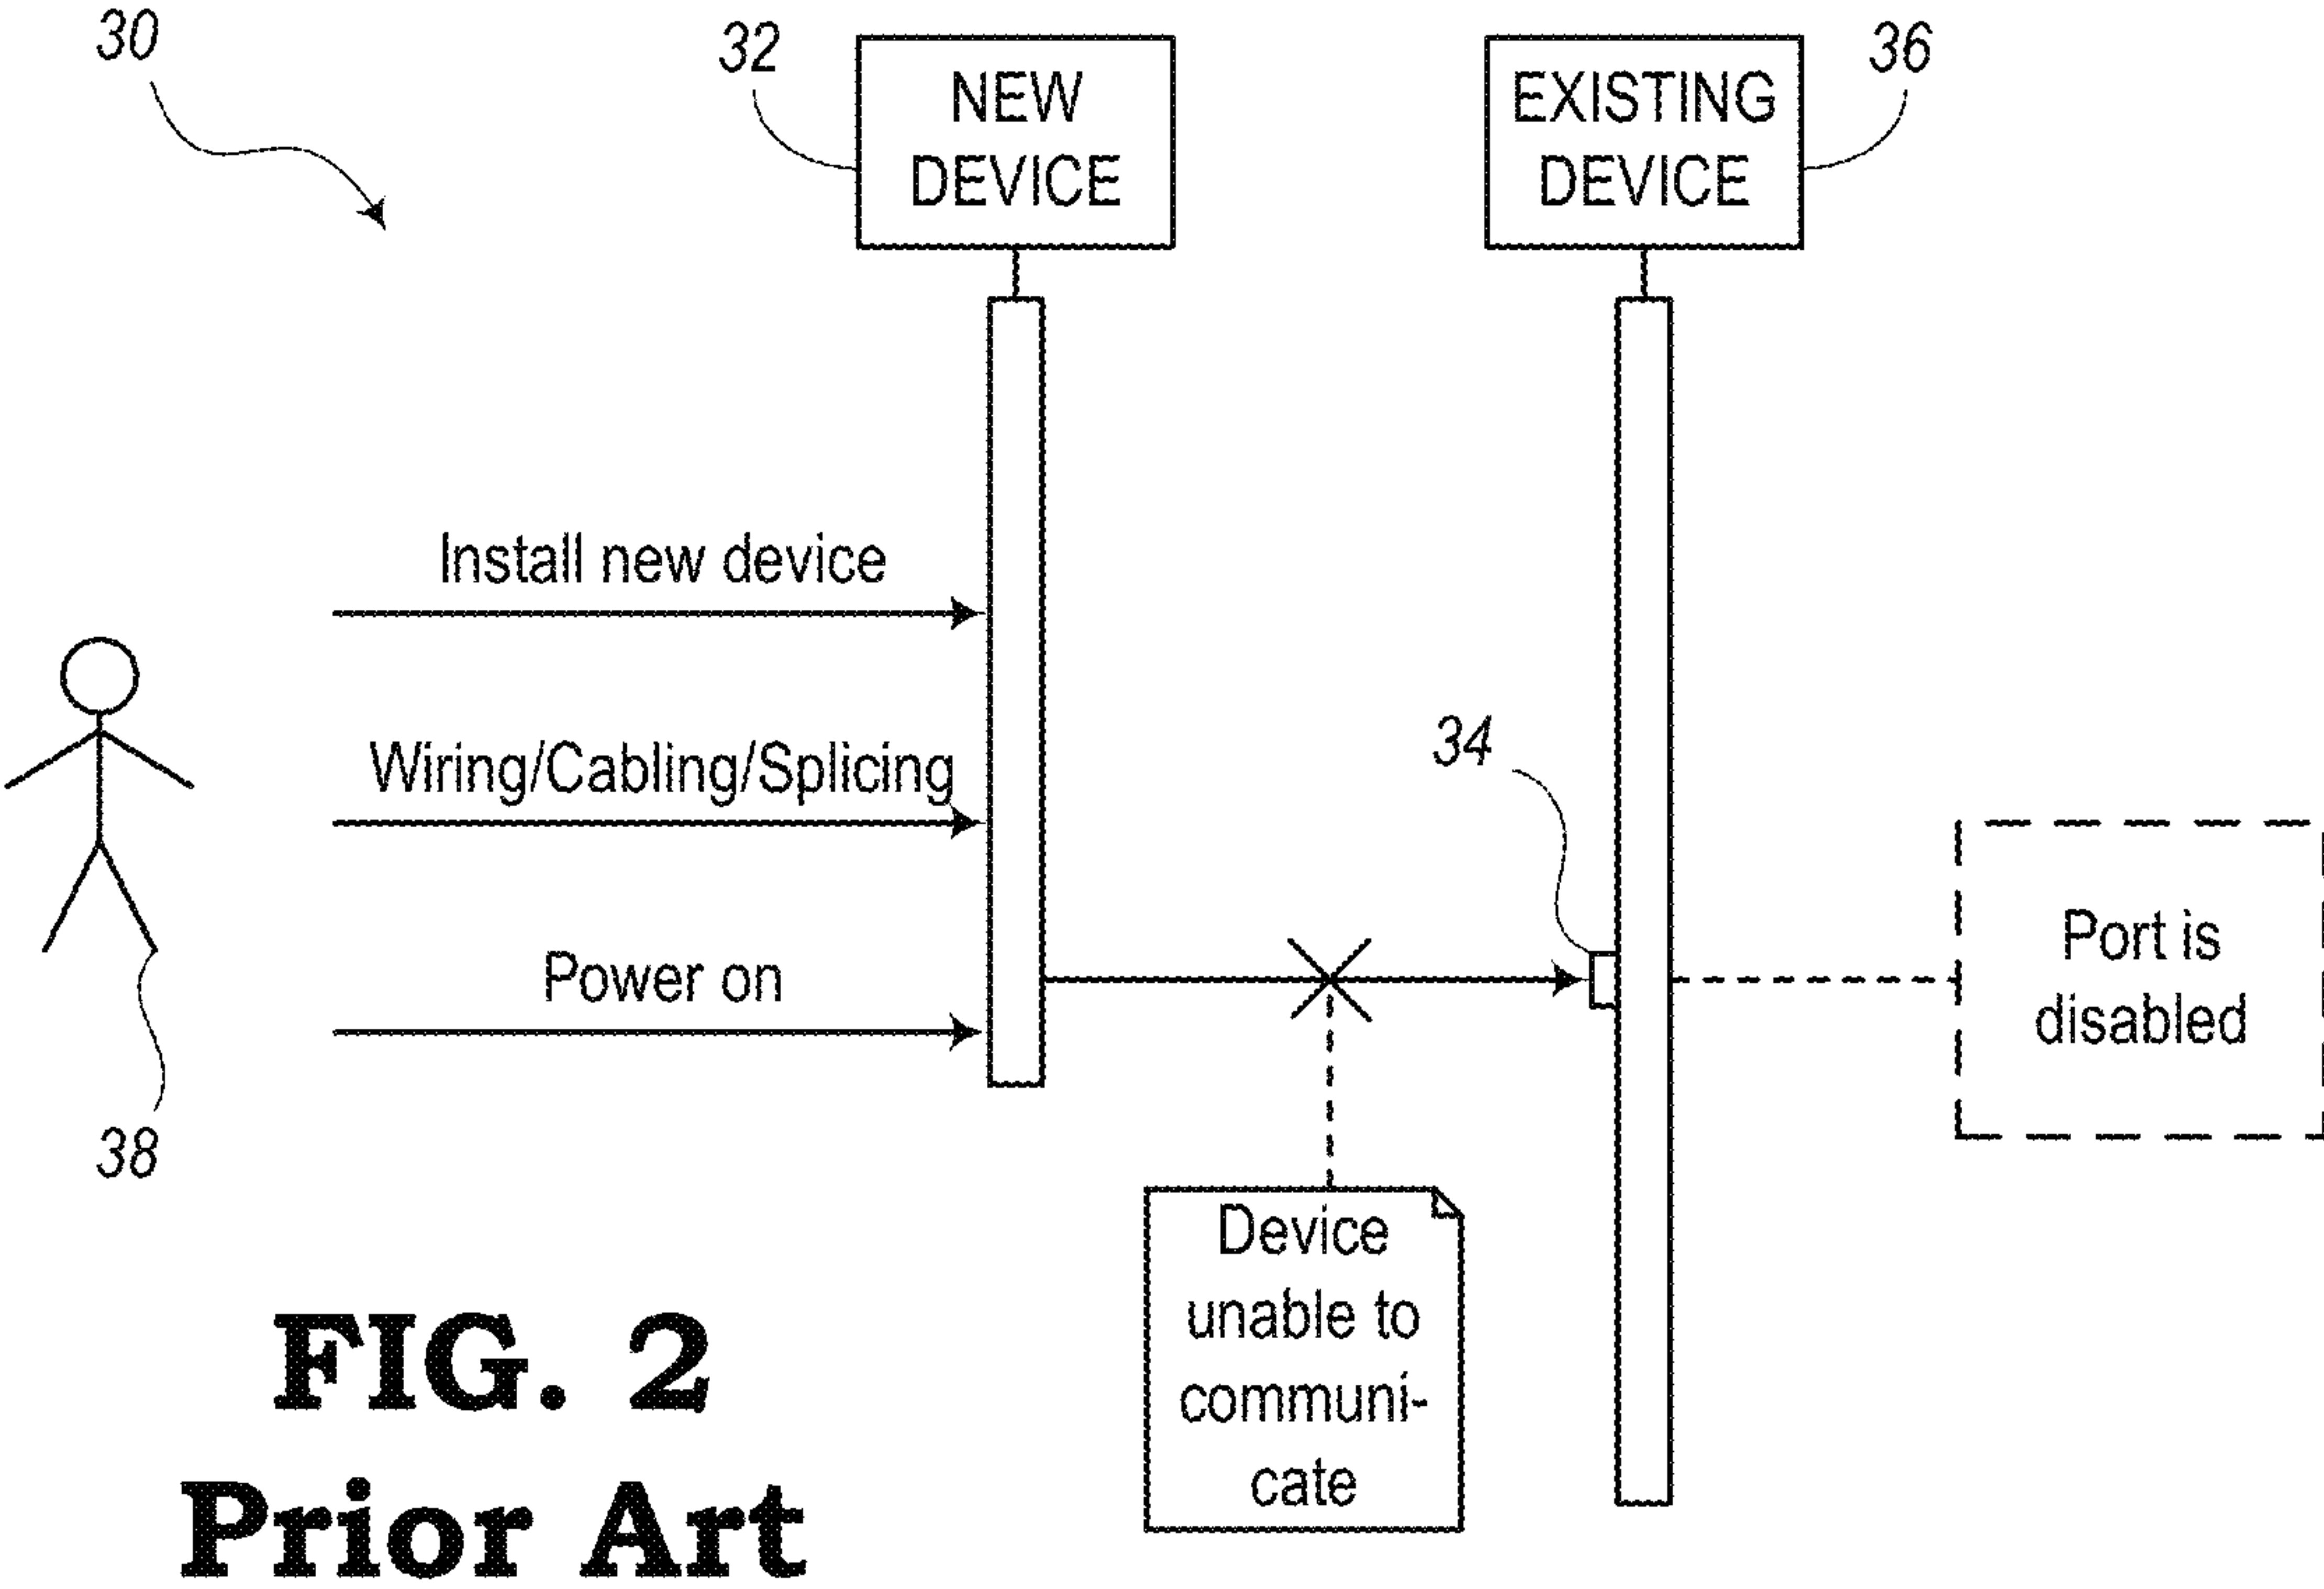 30
32
NEW
DEVICE
EXISTING
DEVICE
36
Install new device
Wiring/Cabling/Splicing
34
Power on
Port is
disabled
38
Device
unable to
communi-
cate
FIG. 2
Prior Art